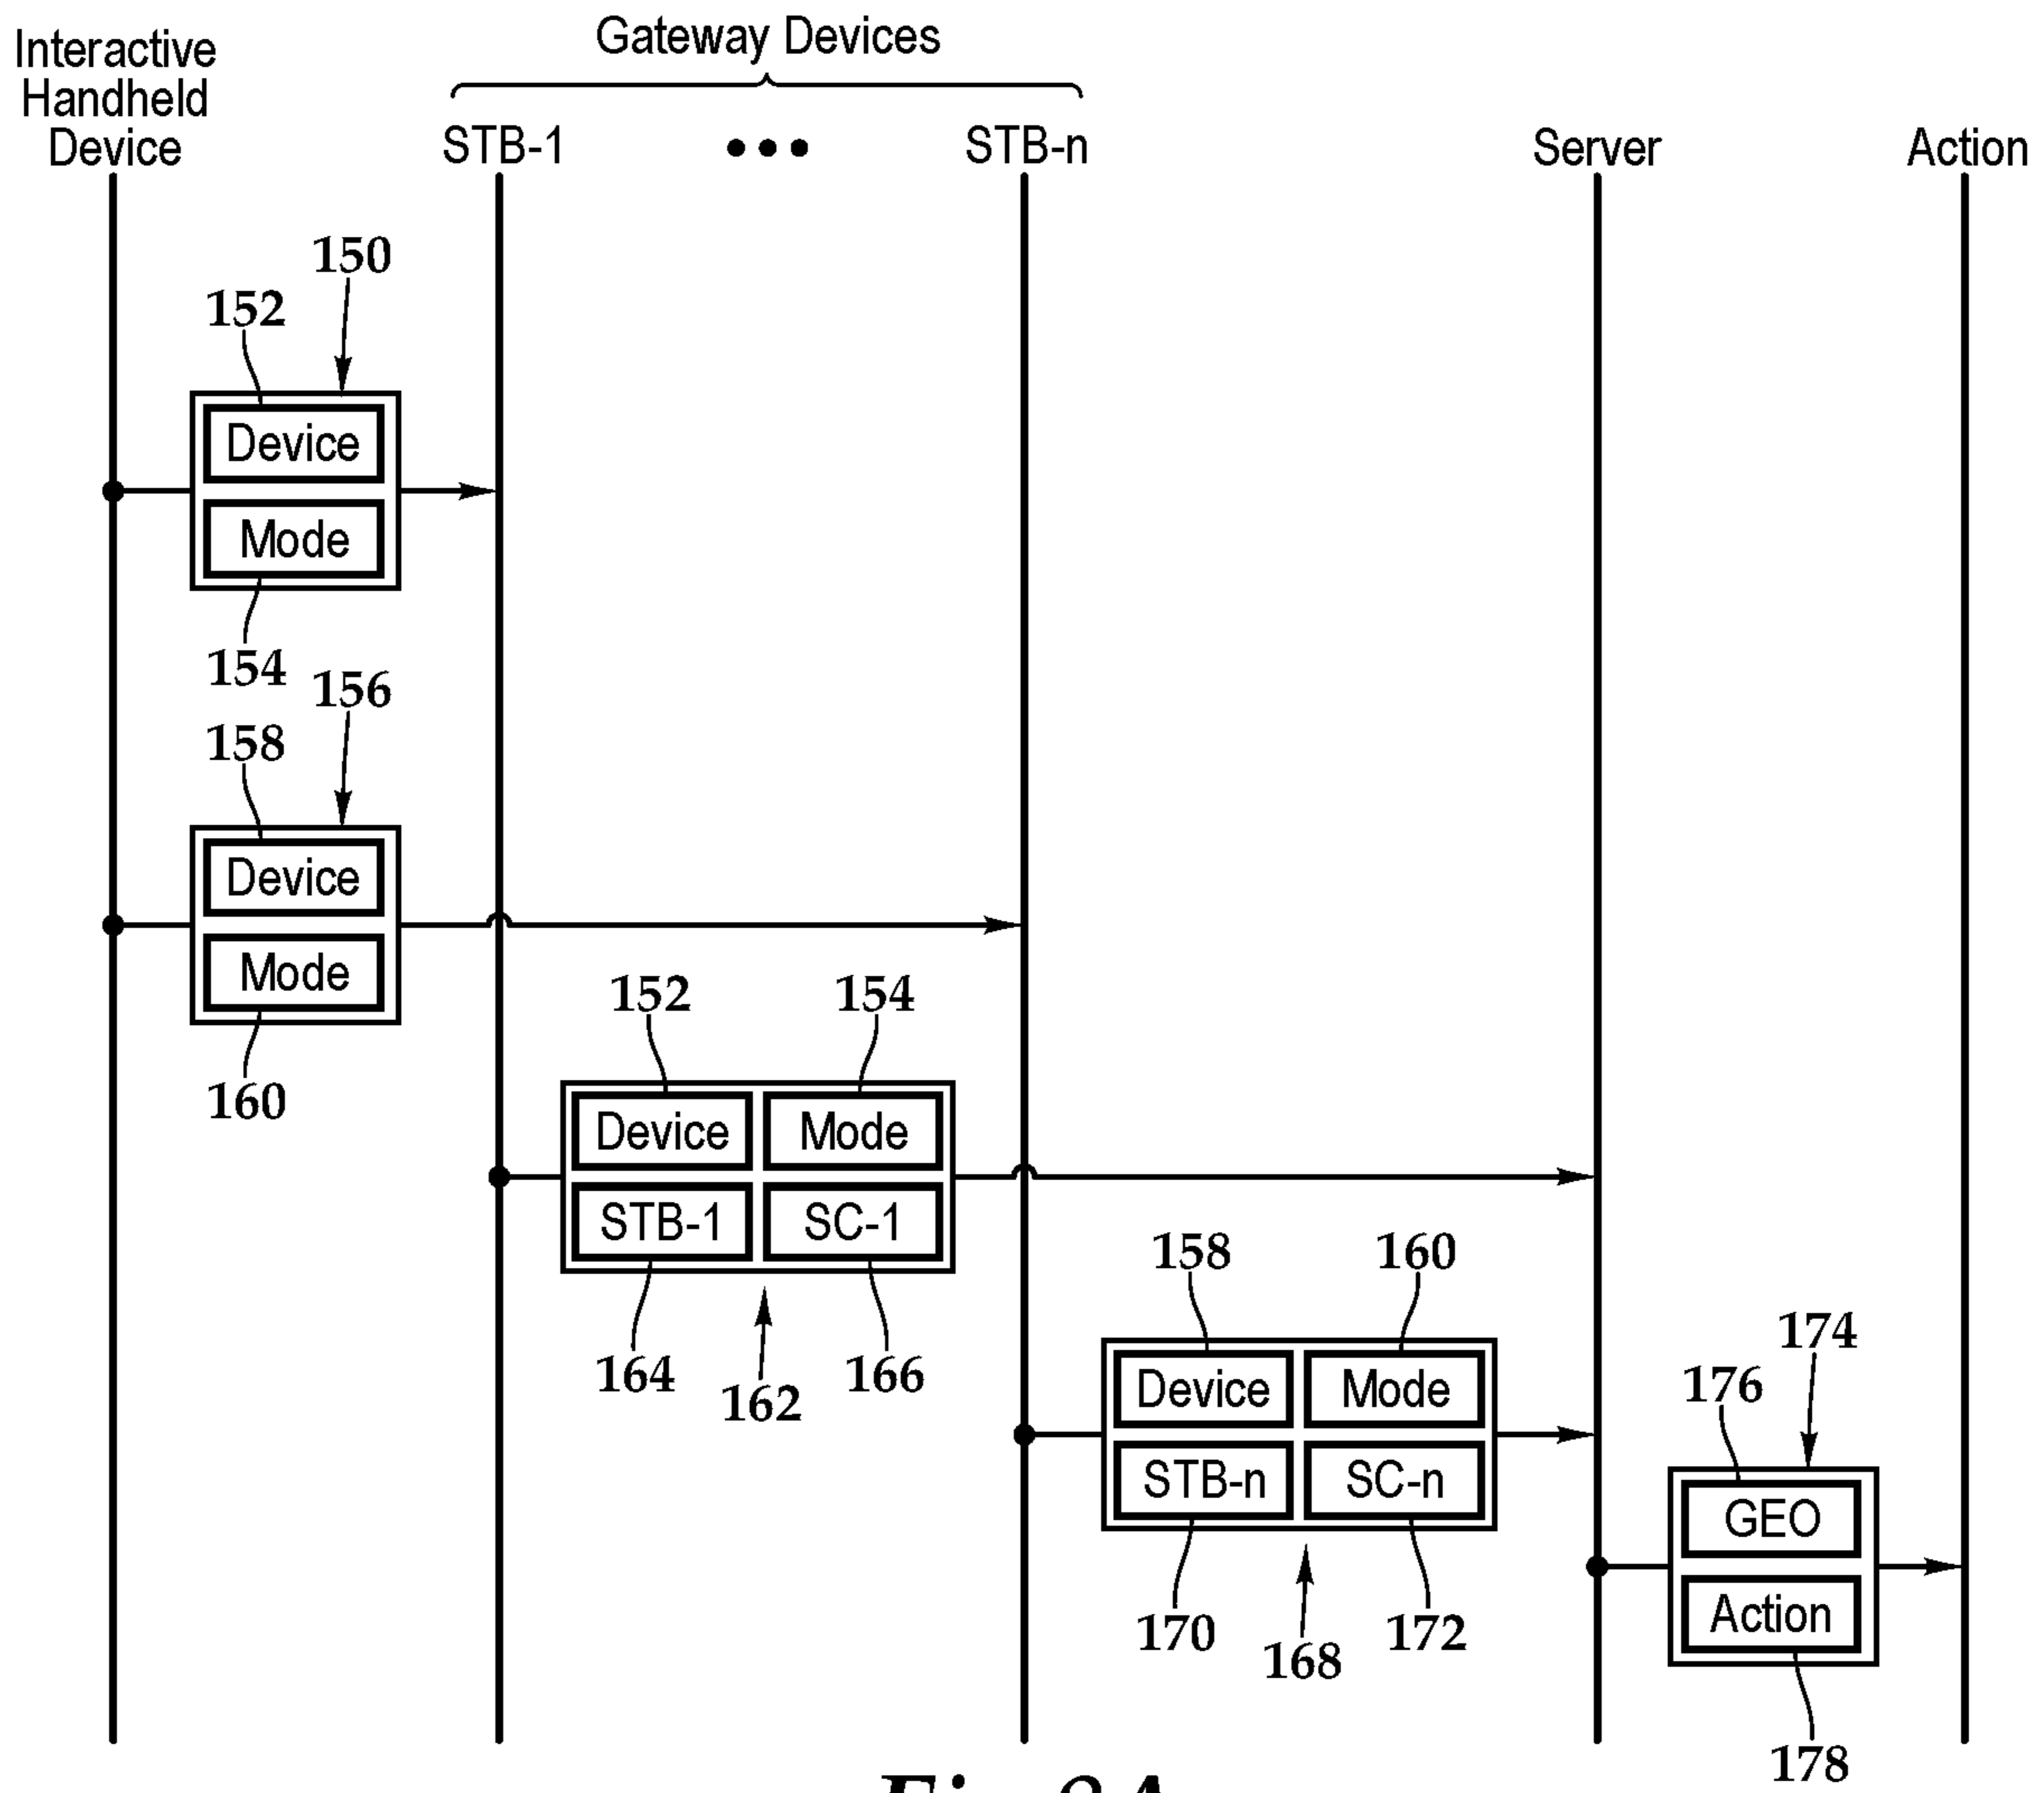 Interactive
Handheld
Device
Gateway Devices
STB-1
•••
STB-n
Server
Action
150
152
Device
Mode
154
156
158
Device
Mode
160
152
154
Device
Mode
STB-1
SC-1
164
166
162
158
160
Device
Mode
STB-n
SC-n
170
172
168
174
176
GEO
Action
178